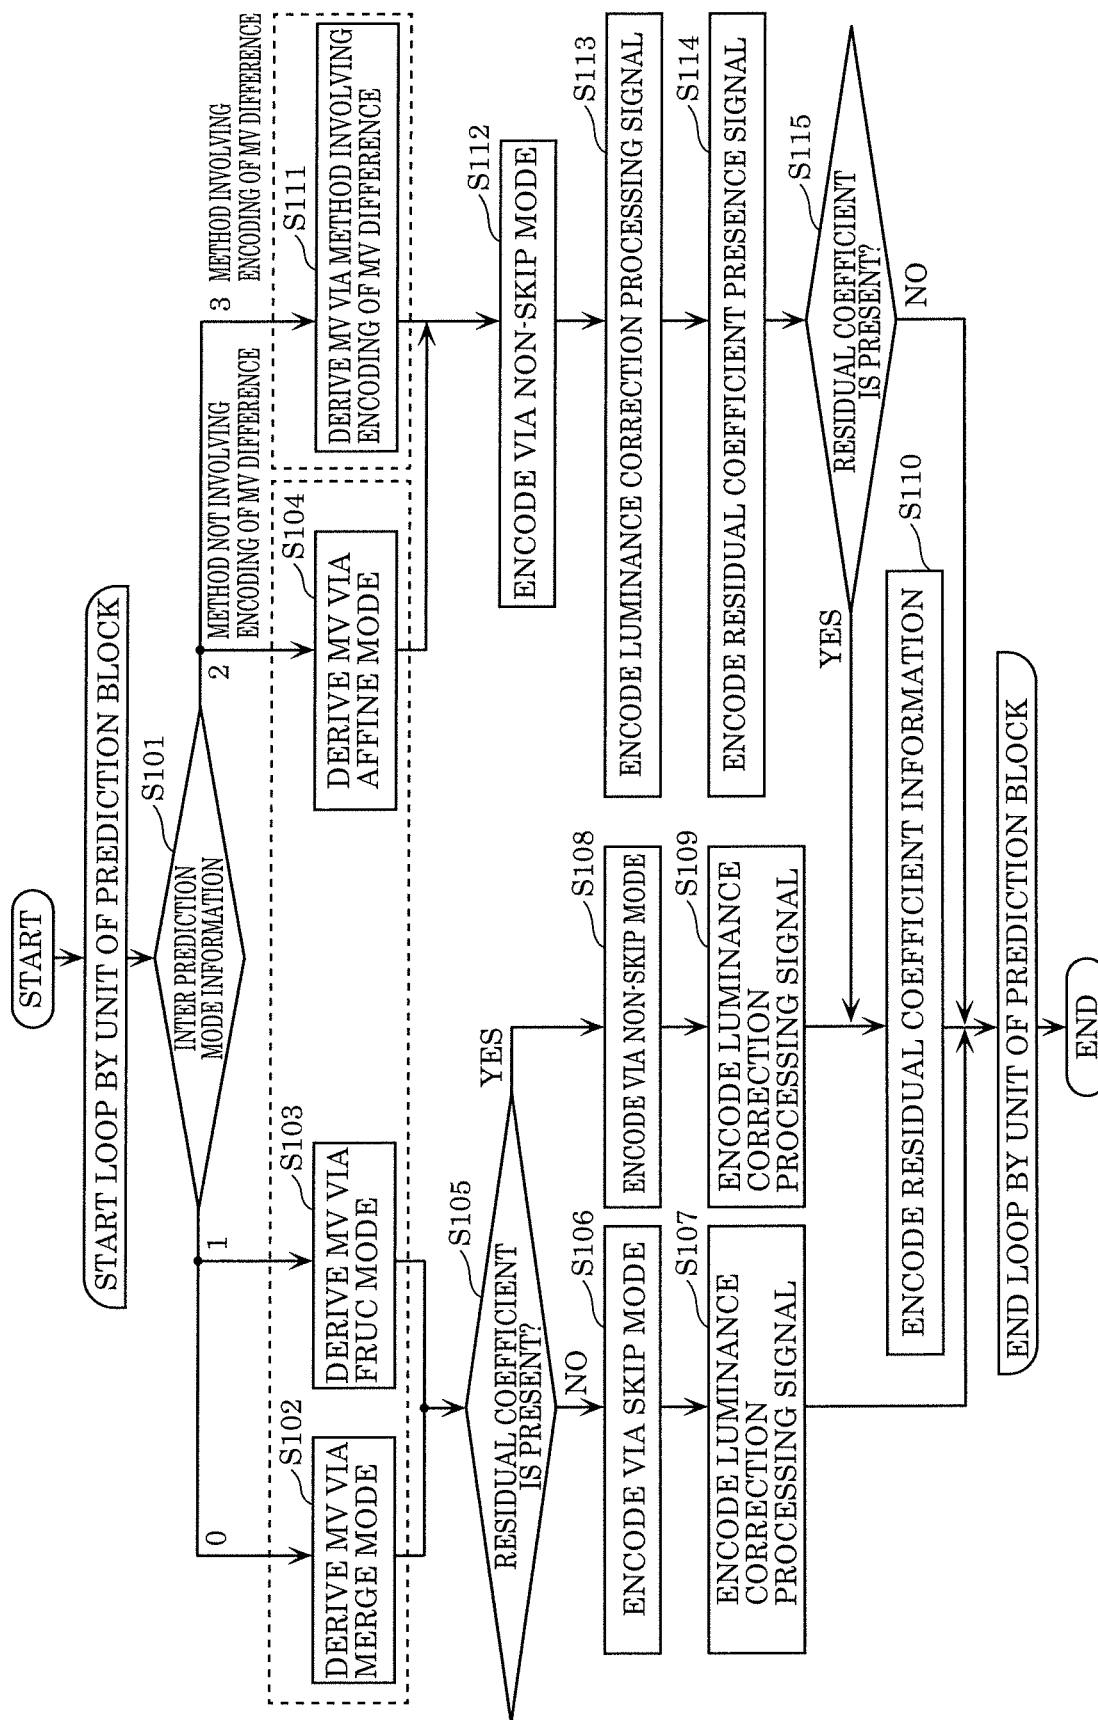 START
START LOOP BY UNIT OF PREDICTION BLOCK
S101
INTER PREDICTION
MODE INFORMATION
0
1
2
METHOD NOT INVOLVING
ENCODING OF MV DIFFERENCE
3
METHOD INVOLVING
ENCODING OF MV DIFFERENCE
S102
DERIVE MV VIA
MERGE MODE
S103
DERIVE MV VIA
FRUC MODE
S104
DERIVE MV VIA
AFFINE MODE
S111
DERIVE MV VIA METHOD INVOLVING
ENCODING OF MV DIFFERENCE
S105
RESIDUAL COEFFICIENT
IS PRESENT?
NO
YES
S106
ENCODE VIA SKIP MODE
S107
ENCODE LUMINANCE
CORRECTION
PROCESSING SIGNAL
S108
ENCODE VIA NON-SKIP MODE
S109
ENCODE LUMINANCE
CORRECTION
PROCESSING SIGNAL
S112
ENCODE VIA NON-SKIP MODE
S113
ENCODE LUMINANCE CORRECTION PROCESSING SIGNAL
S114
ENCODE RESIDUAL COEFFICIENT PRESENCE SIGNAL
S115
RESIDUAL COEFFICIENT
IS PRESENT?
YES
NO
S110
ENCODE RESIDUAL COEFFICIENT INFORMATION
END LOOP BY UNIT OF PREDICTION BLOCK
END